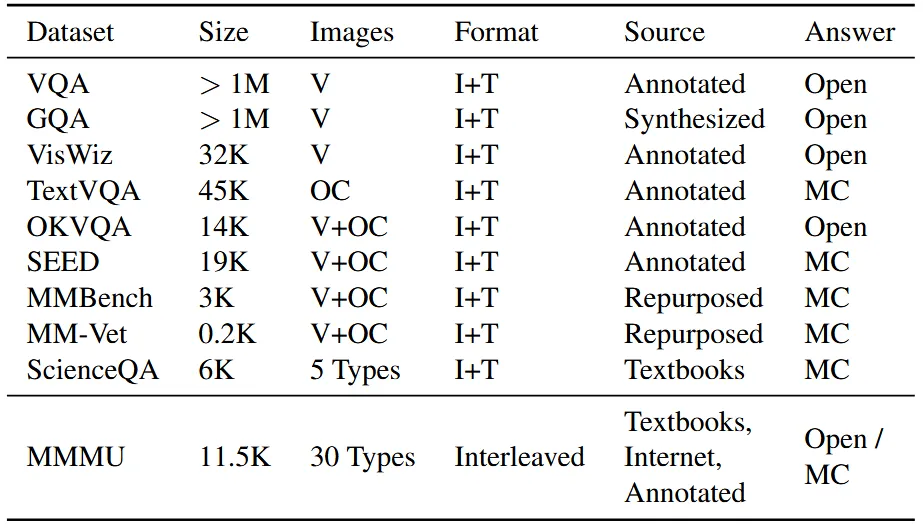 Dataset Size Images Format Source Answer
VQA > 1M V I+T Annotated Open
GQA > 1M V I+T Synthesized Open
VisWiz 32K V I+T Annotated Open
TextVQA 45K OC I+T Annotated MC
OKVQA 14K V+OC I+T Annotated Open
SEED 19K V+OC I+T Annotated MC
MMBench 3K V+OC I+T Repurposed MC
MM-Vet 0.2K V+OC I+T Repurposed MC
ScienceQA 6K 5 Types I+T Textbooks MC
MMMU 11.5K 30 Types Interleaved Textbooks, Internet, Annotated Open / MC